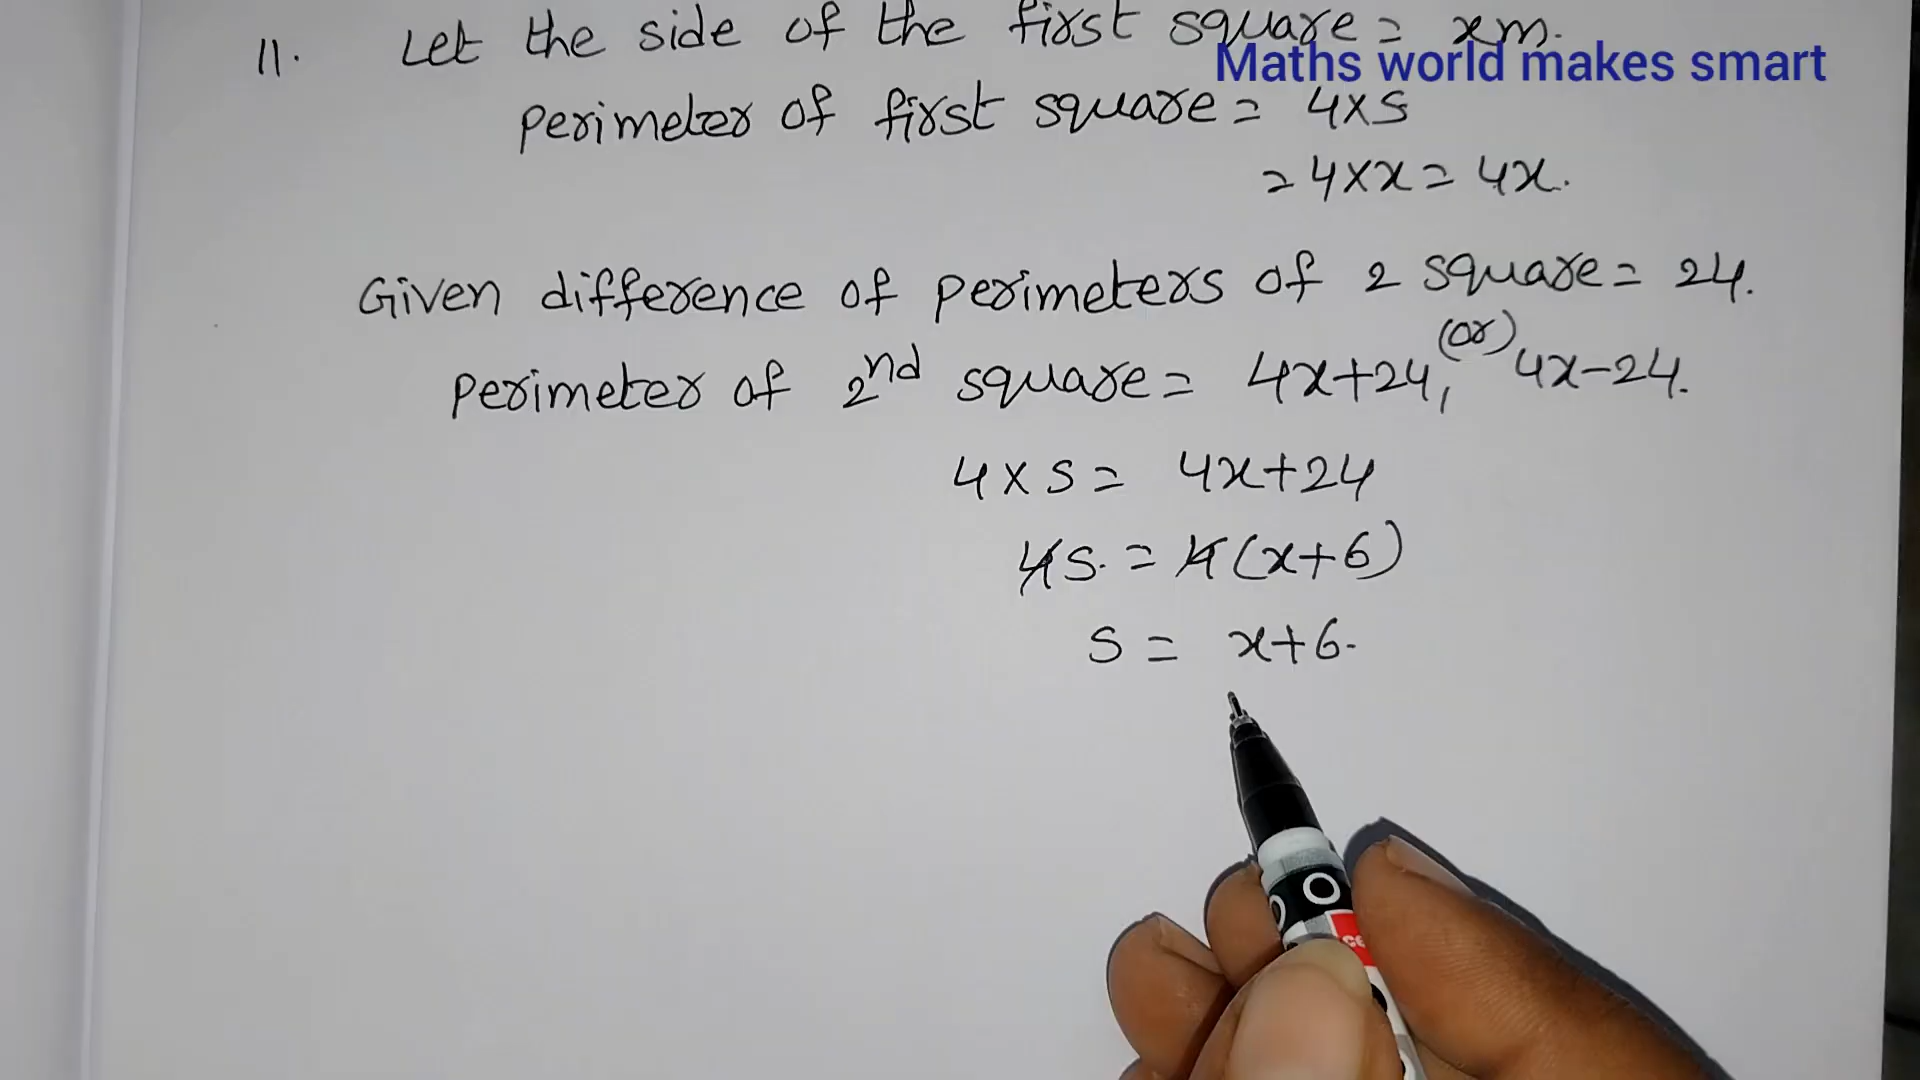 11. Let the side of the first square = xm.
Maths world makes smart
Perimeter of first square = 4×s
= 4×x = 4x.
Given difference of perimeters of 2 square = 24.
Perimeter of 2nd square = 4x+24, (or) 4x-24.
4×s = 4x+24
4s. = 4(x+6)
s = x+6.
ce